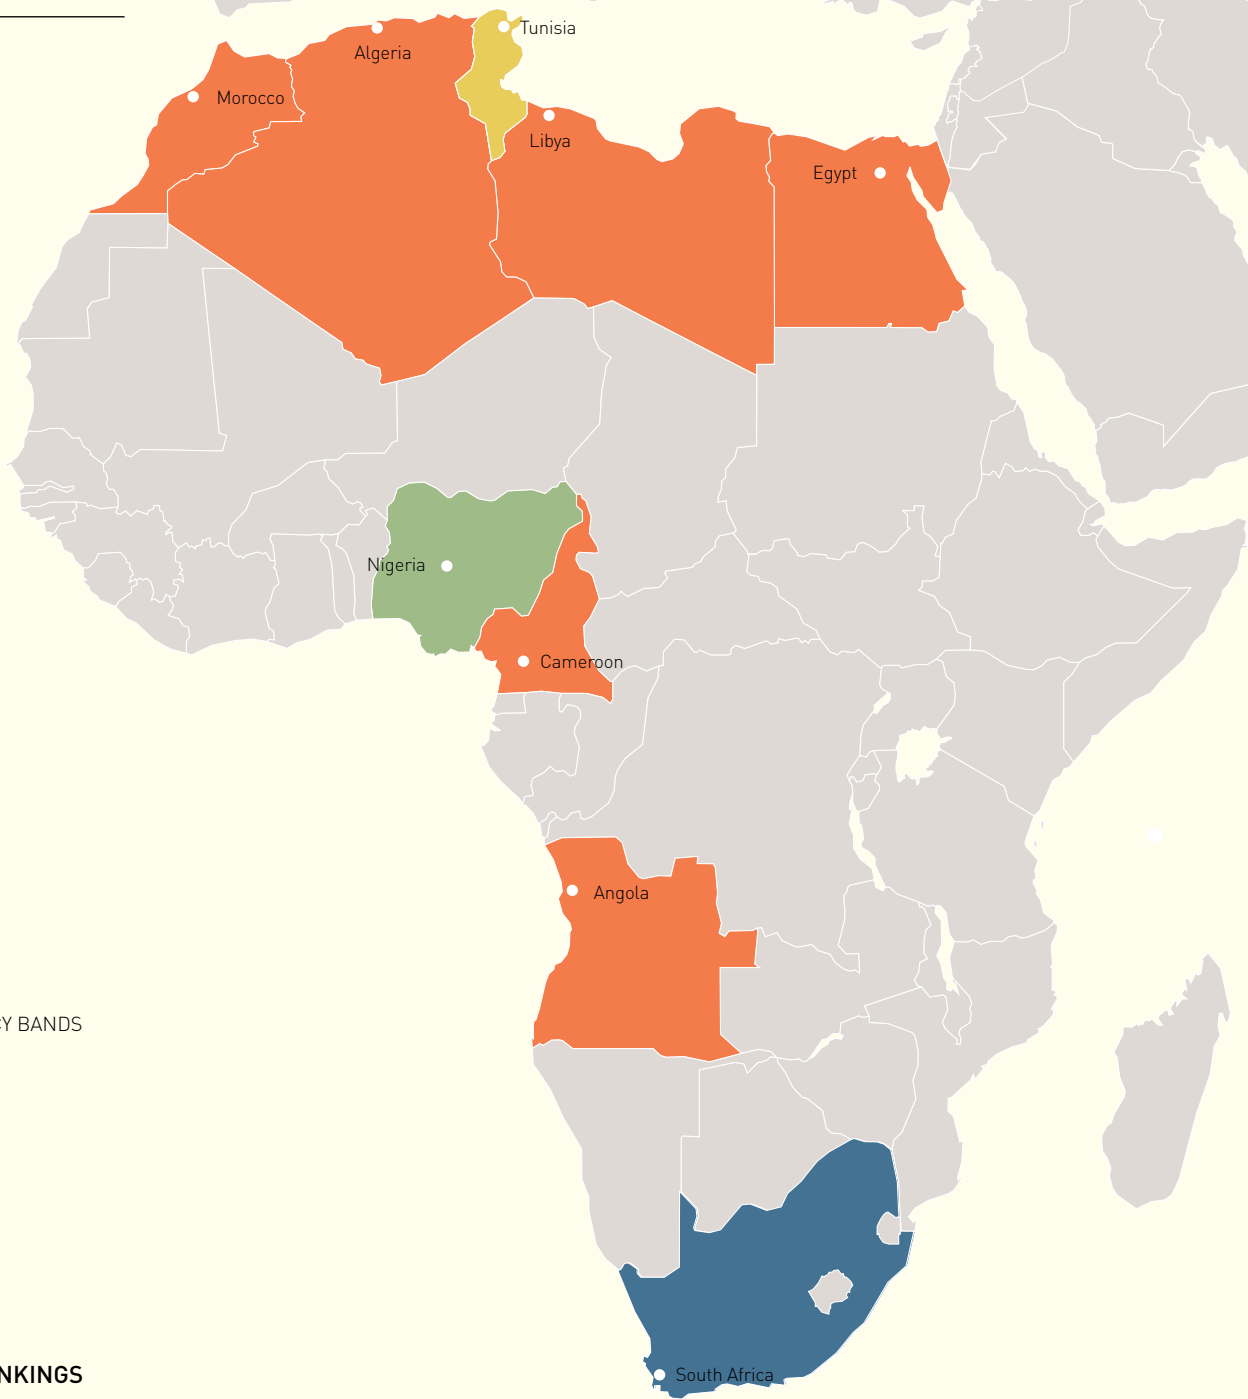 Tunisia
Algeria
Morocco
Libya
Egypt
Nigeria
Cameroon
Angola
Y BANDS
NKINGS
South Africa